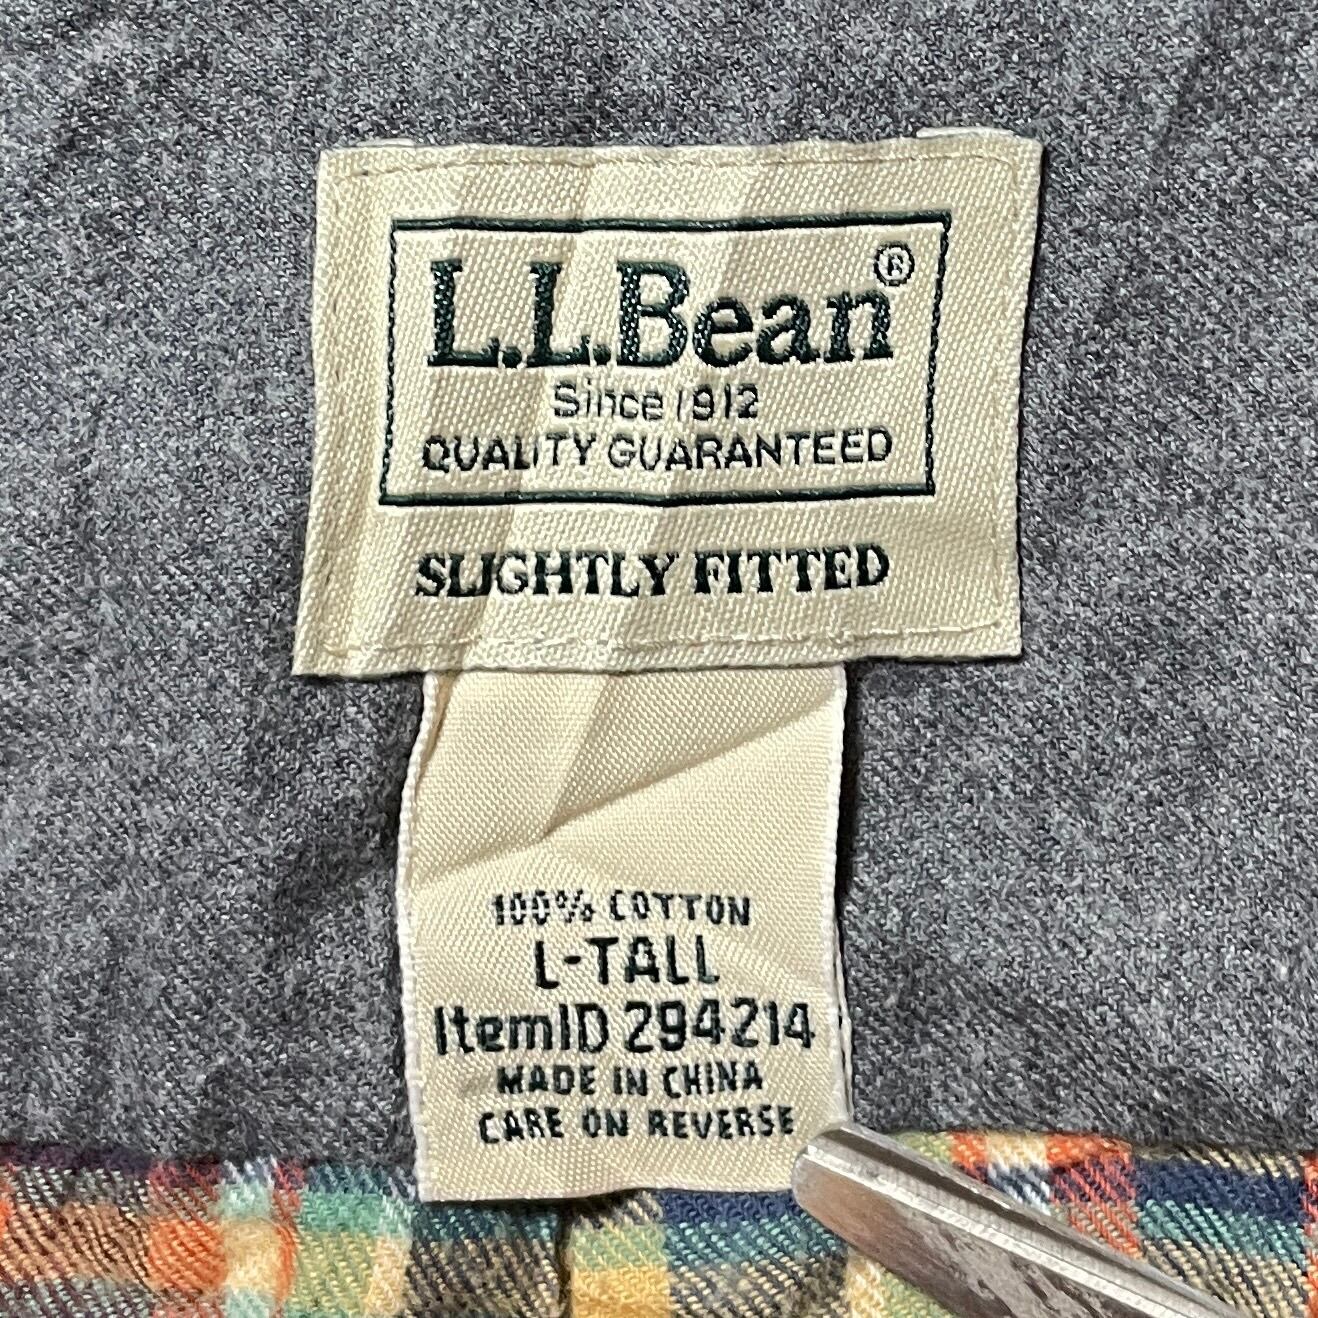 L.L.Bean®
Since 1912
QUALITY GUARANTEED
SLIGHTLY FITTED
100% COTTON
L-TALL
ItemID 294214
MADE IN CHINA
CARE ON REVERSE